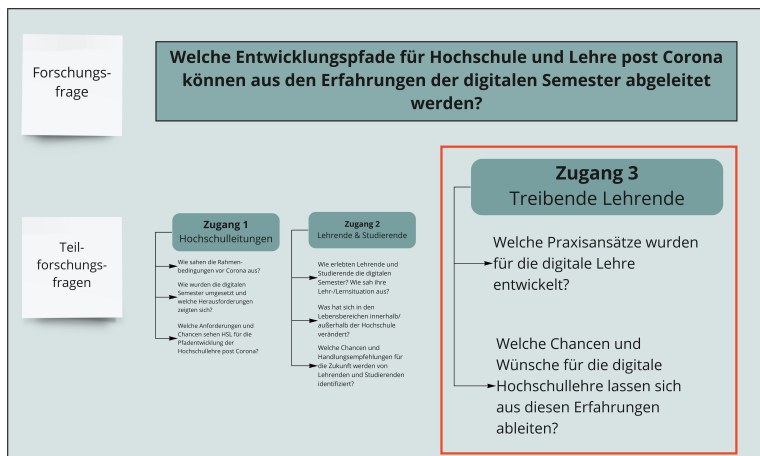 Forschungs-
frage
Welche Entwicklungspfade für Hochschule und Lehre post Corona
können aus den Erfahrungen der digitalen Semester abgeleitet
werden?
Teil-
forschungs-
fragen
Zugang 1
Hochschulleitungen
Wie sahen die Rahmen-
bedingungen vor Corona aus?
Wie wurden die digitalen
Semester umgesetzt und
welche Herausforderungen
zeigten sich?
Welche Anforderungen und
Chancen sehen HSL für die
Pfadentwicklung der
Hochschullehre post Corona?
Zugang 2
Lehrende & Studierende
Wie erlebten Lehrende und
Studierende die digitalen
Semester? Wie sah ihre
Lehr-/Lernsituation aus?
Was hat sich in den
Lebensbereichen innerhalb/
außerhalb der Hochschule
verändert?
Welche Chancen und
Handlungsempfehlungen für
die Zukunft werden von
Lehrenden und Studierenden
identifiziert?
Zugang 3
Treibende Lehrende
Welche Praxisansätze wurden
für die digitale Lehre
entwickelt?
Welche Chancen und
Wünsche für die digitale
Hochschullehre lassen sich
aus diesen Erfahrungen
ableiten?